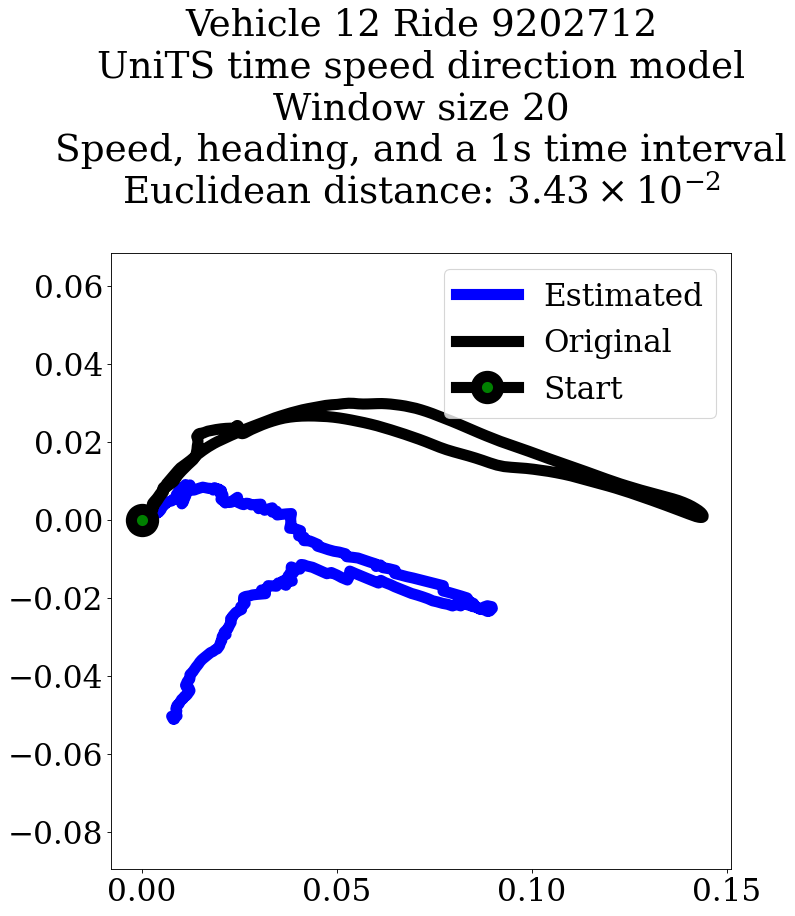 Vehicle 12 Ride 9202712
UniTS time speed direction model
Window size 20
Speed, heading, and a 1s time interval
Euclidean distance: 3.43 × 10⁻²
Estimated
Original
Start
0.06
0.04
0.02
0.00
−0.02
−0.04
−0.06
−0.08
0.00 0.05 0.10 0.15